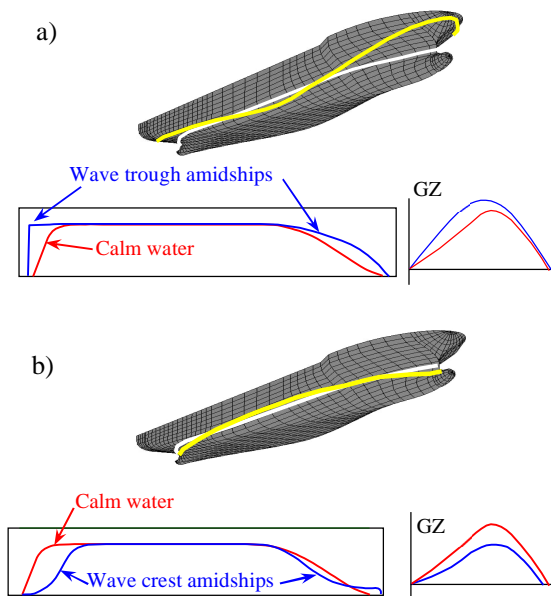 a)
Wave trough amidships
GZ
Calm water
b)
Calm water
GZ
Wave crest amidships